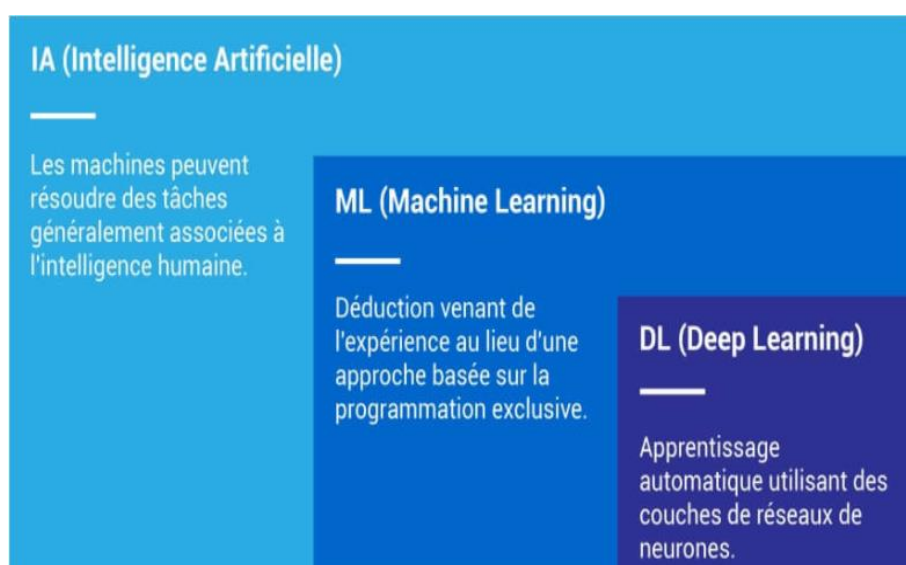 IA (Intelligence Artificielle)
Les machines peuvent
résoudre des tâches
généralement associées à
l'intelligence humaine.
ML (Machine Learning)
Déduction venant de
l'expérience au lieu d'une
approche basée sur la
programmation exclusive.
DL (Deep Learning)
Apprentissage
automatique utilisant des
couches de réseaux de
neurones.